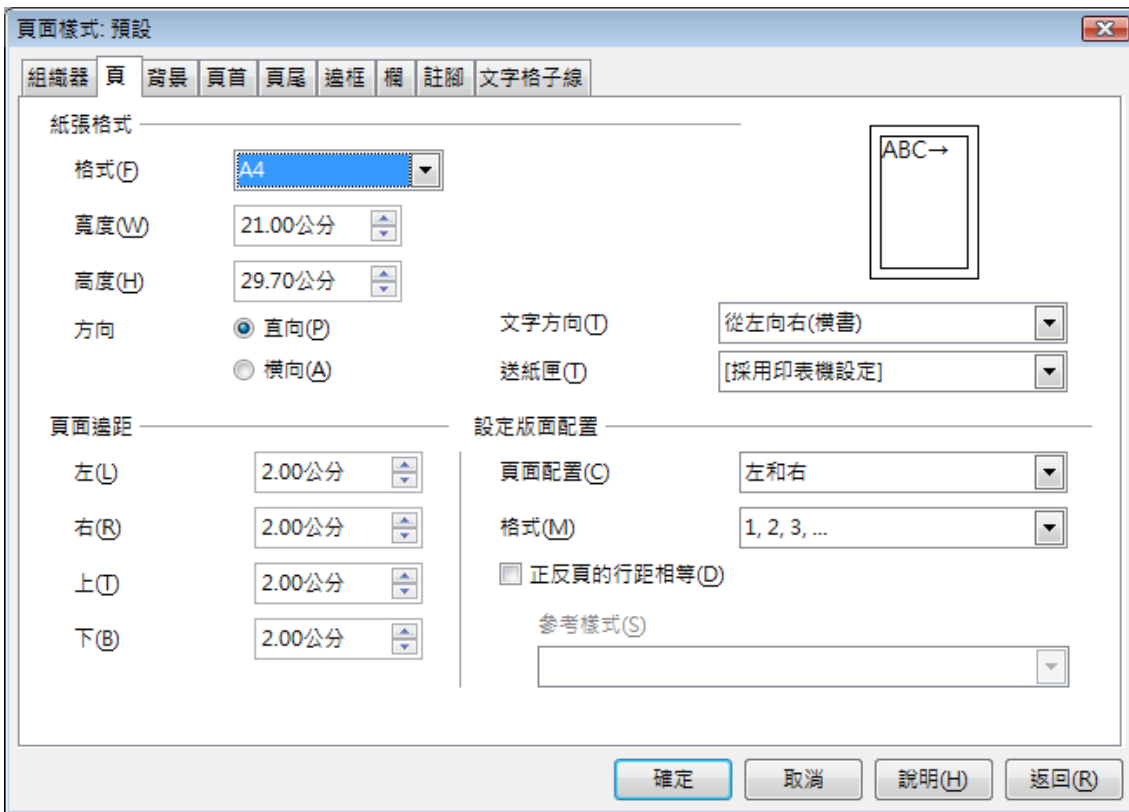 頁面樣式: 預設
組織器 頁 背景 頁首 頁尾 邊框 欄 註腳 文字格子線
紙張格式
ABC→
格式(F) A4
寬度(W) 21.00公分
高度(H) 29.70公分
方向 直向(P) 文字方向(T) 從左向右(橫書)
橫向(A) 送紙匣(T) [採用印表機設定]
頁面邊距 設定版面配置
左(L) 2.00公分 頁面配置(C) 左和右
右(R) 2.00公分 格式(M) 1, 2, 3, ...
上(T) 2.00公分 正反頁的行距相等(D)
下(B) 2.00公分 參考樣式(S)
確定 取消 說明(H) 返回(R)